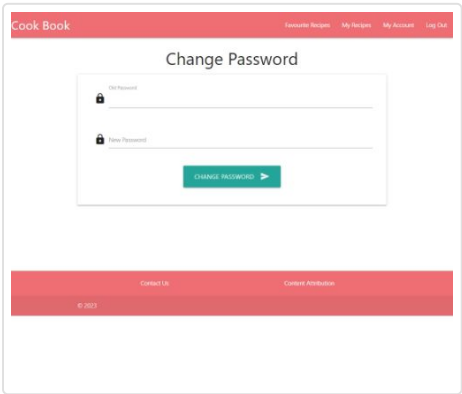 Cook Book
Favourite Recipes My Recipes My Account Log Out
Change Password
Old Password
New Password
CHANGE PASSWORD
Contact Us Content Attribution
© 2023